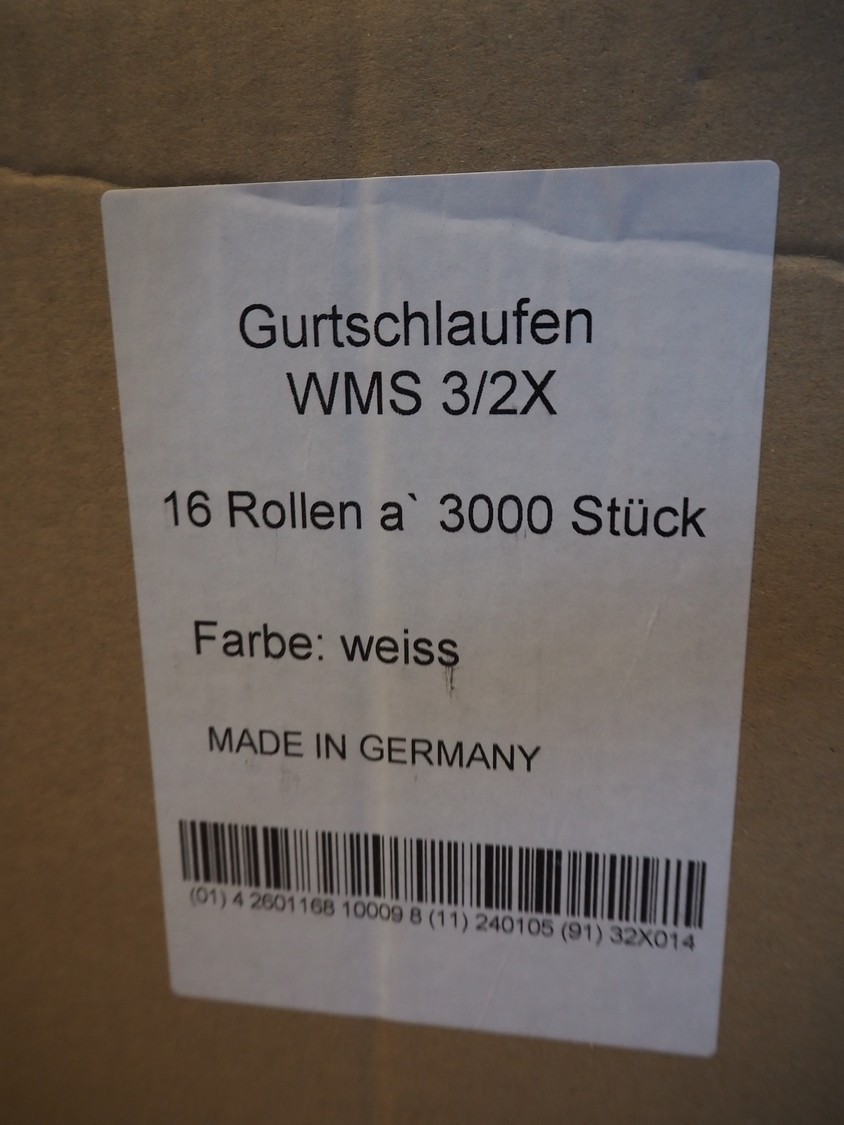 Gurtschlaufen
WMS 3/2X
16 Rollen a` 3000 Stück
Farbe: weiss
MADE IN GERMANY
(01) 4 2601168 10009 8 (11) 240105 (91) 32X014